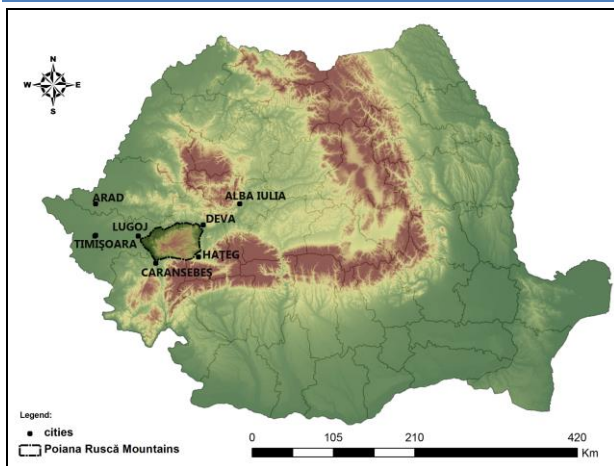 N
W E
S
ARAD
ALBA IULIA
DEVA
LUGOJ
TIMIȘOARA
HAȚEG
CARANSEBEȘ
Legend:
cities
Poiana Ruscă Mountains
0 105 210 420
Km